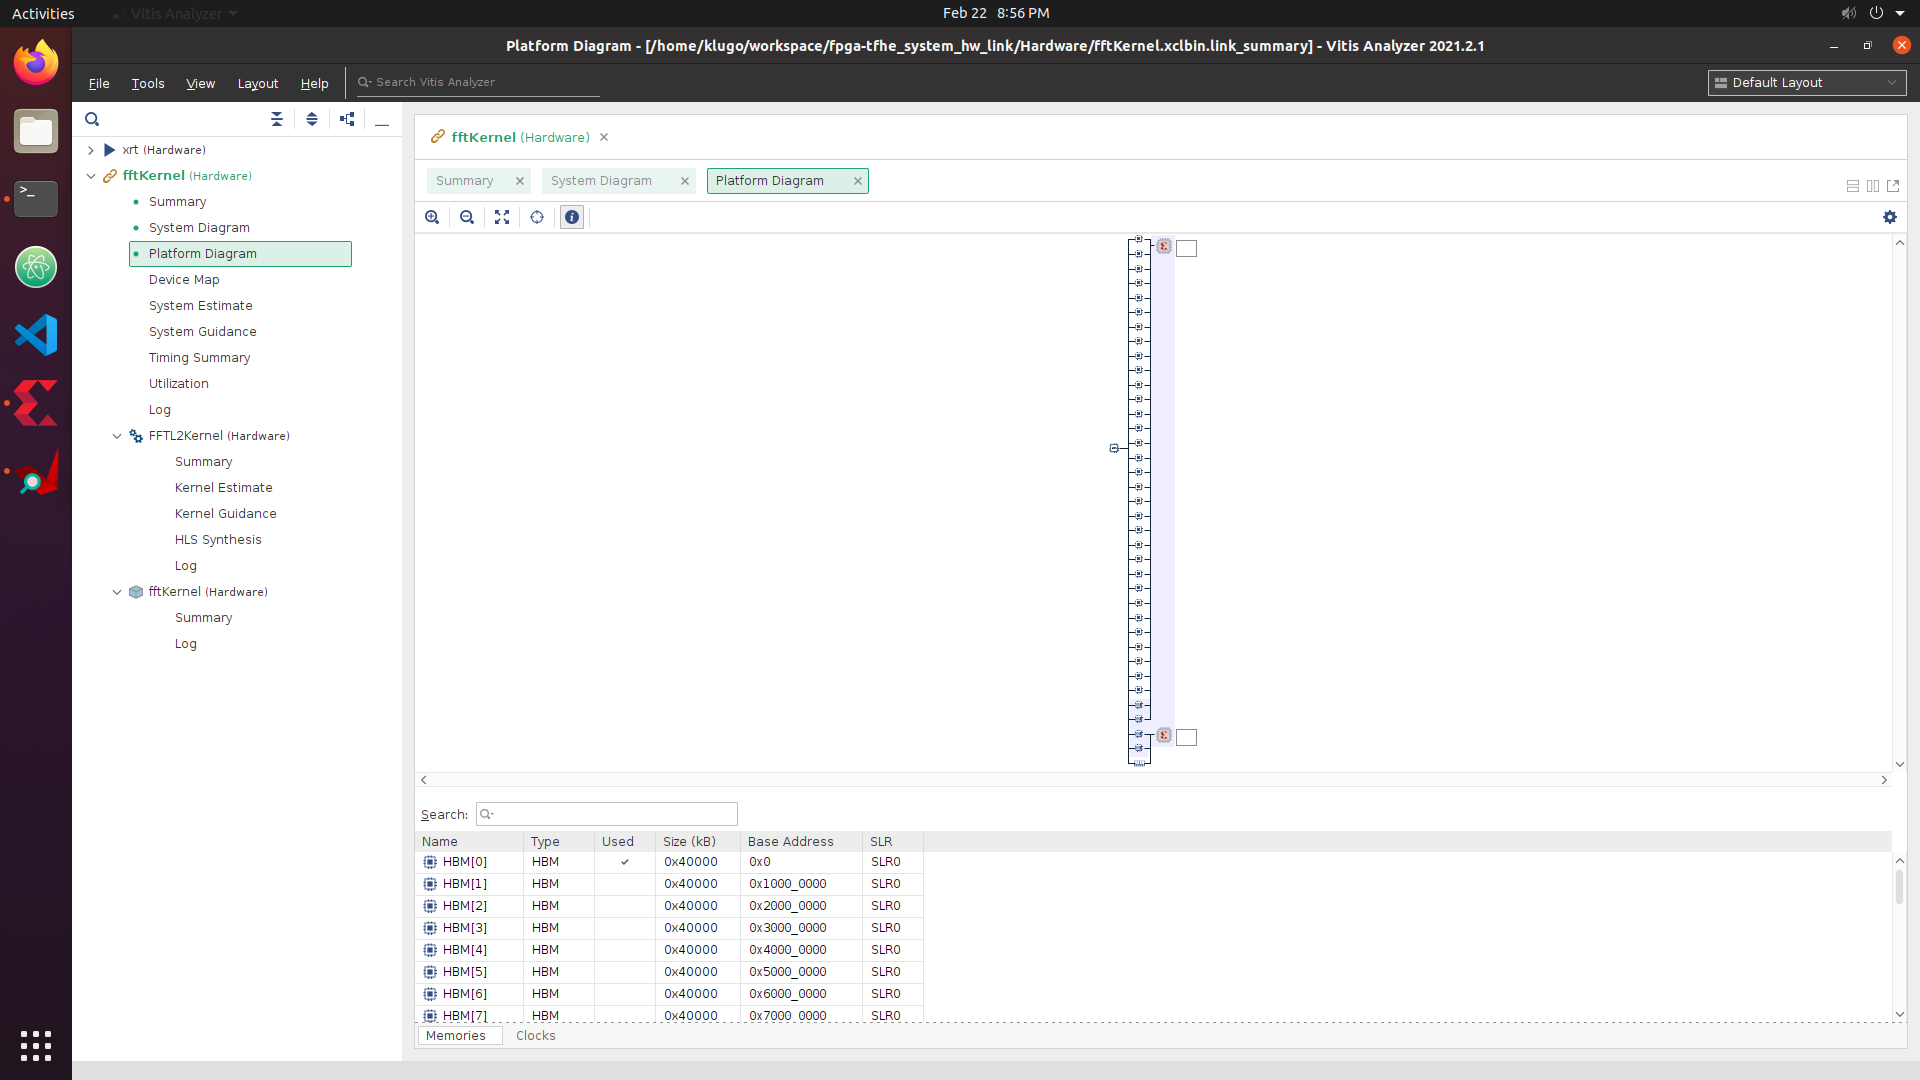 Activities
Vitis Analyzer
Feb 22 8:56 PM
Platform Diagram - [/home/klugo/workspace/fpga-tfhe_system_hw_link/Hardware/fftKernel.xclbin.link_summary] - Vitis Analyzer 2021.2.1
File Tools View Layout Help
Search Vitis Analyzer
Default Layout
xrt (Hardware)
fftKernel (Hardware)
Summary
System Diagram
Platform Diagram
Device Map
System Estimate
System Guidance
Timing Summary
Utilization
Log
FFTL2Kernel (Hardware)
Summary
Kernel Estimate
Kernel Guidance
HLS Synthesis
Log
fftKernel (Hardware)
Summary
Log
fftKernel (Hardware)
Summary System Diagram Platform Diagram
Search:
Name Type Used Size (kB) Base Address SLR
HBM[0] HBM 0x40000 0x0 SLR0
HBM[1] HBM 0x40000 0x1000_0000 SLR0
HBM[2] HBM 0x40000 0x2000_0000 SLR0
HBM[3] HBM 0x40000 0x3000_0000 SLR0
HBM[4] HBM 0x40000 0x4000_0000 SLR0
HBM[5] HBM 0x40000 0x5000_0000 SLR0
HBM[6] HBM 0x40000 0x6000_0000 SLR0
HBM[7] HBM 0x40000 0x7000_0000 SLR0
Memories Clocks